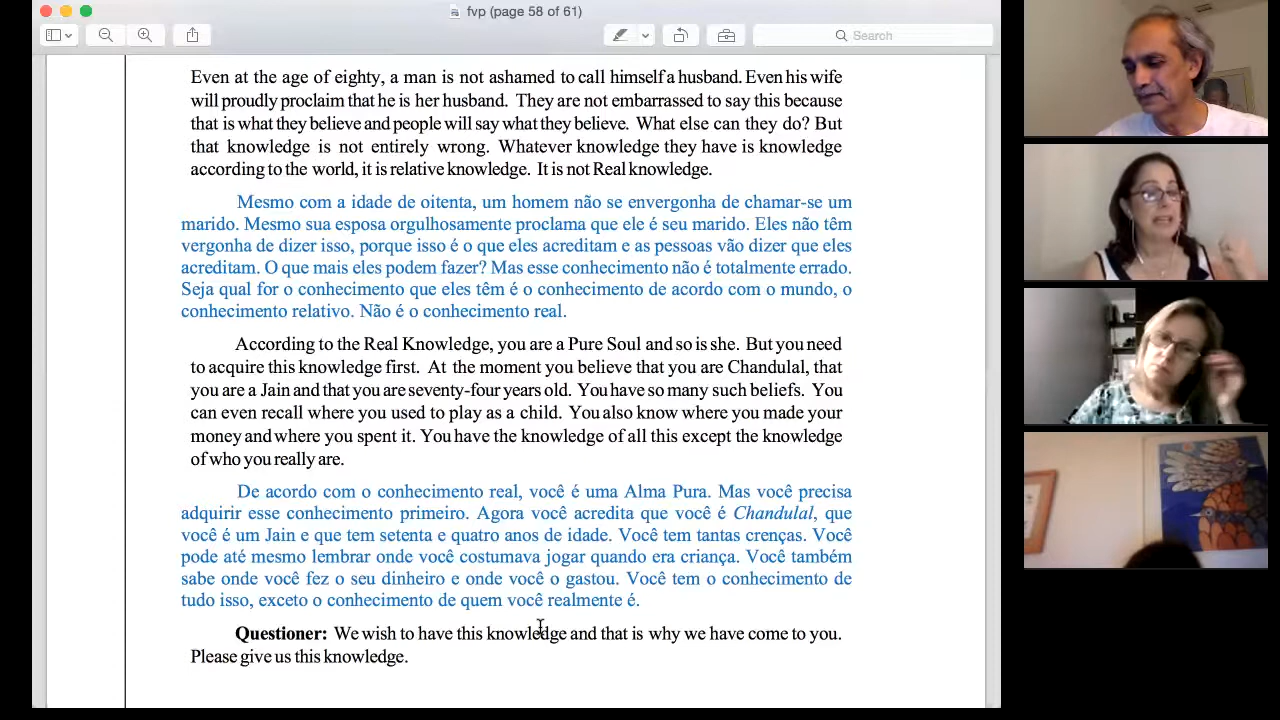 fvp (page 58 of 61)
Search
Even at the age of eighty, a man is not ashamed to call himself a husband. Even his wife
will proudly proclaim that he is her husband. They are not embarrassed to say this because
that is what they believe and people will say what they believe. What else can they do? But
that knowledge is not entirely wrong. Whatever knowledge they have is knowledge
according to the world, it is relative knowledge. It is not Real knowledge.
Mesmo com a idade de oitenta, um homem não se envergonha de chamar-se um
marido. Mesmo sua esposa orgulhosamente proclama que ele é seu marido. Eles não têm
vergonha de dizer isso, porque isso é o que eles acreditam e as pessoas vão dizer que eles
acreditam. O que mais eles podem fazer? Mas esse conhecimento não é totalmente errado.
Seja qual for o conhecimento que eles têm é o conhecimento de acordo com o mundo, o
conhecimento relativo. Não é o conhecimento real.
According to the Real Knowledge, you are a Pure Soul and so is she. But you need
to acquire this knowledge first. At the moment you believe that you are Chandulal, that
you are a Jain and that you are seventy-four years old. You have so many such beliefs. You
can even recall where you used to play as a child. You also know where you made your
money and where you spent it. You have the knowledge of all this except the knowledge
of who you really are.
De acordo com o conhecimento real, você é uma Alma Pura. Mas você precisa
adquirir esse conhecimento primeiro. Agora você acredita que você é Chandulal, que
você é um Jain e que tem setenta e quatro anos de idade. Você tem tantas crenças. Você
pode até mesmo lembrar onde você costumava jogar quando era criança. Você também
sabe onde você fez o seu dinheiro e onde você o gastou. Você tem o conhecimento de
tudo isso, exceto o conhecimento de quem você realmente é.
Questioner: We wish to have this knowledge and that is why we have come to you.
Please give us this knowledge.